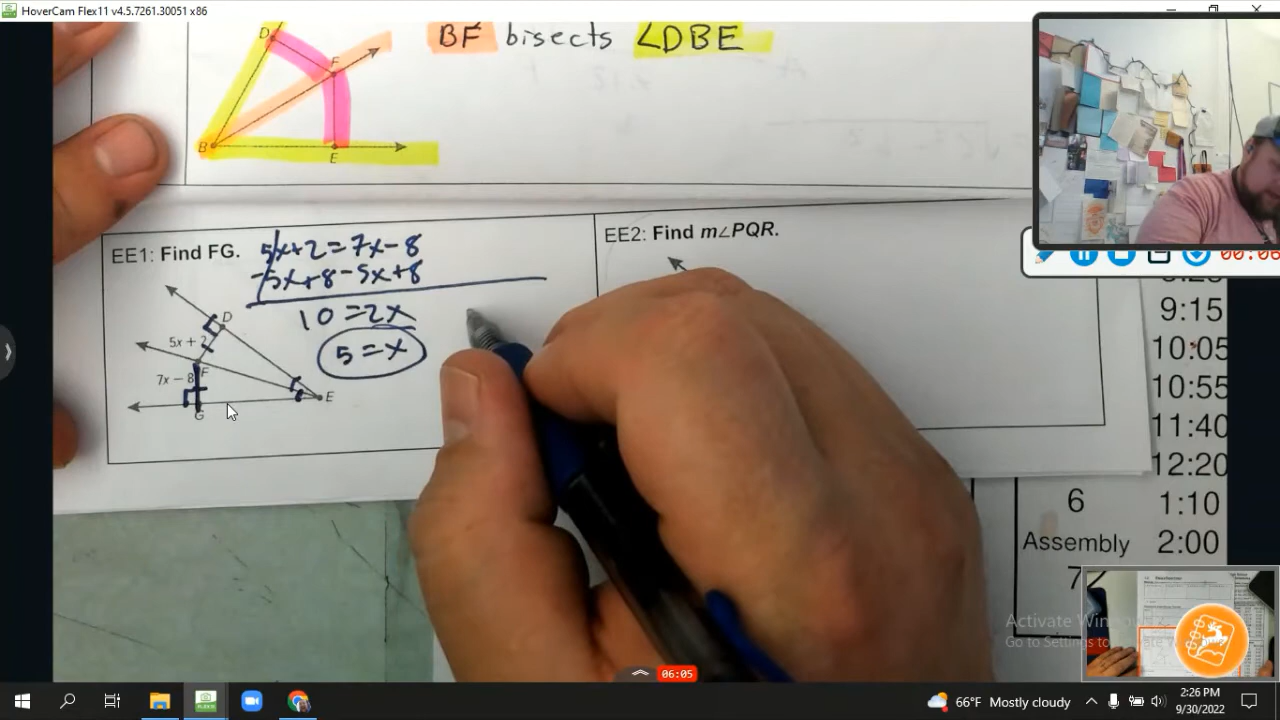 HoverCam Flex11 v4.5.7261.30051 x86
BF bisects ∠DBE
D
F
B
E
EE1: Find FG.
5x+2=7x-8
-5x+8-5x+8
10=2x
5=x
D
5x + 2
F
7x – 8
G
E
EE2: Find m∠PQR.
00:06
9:15
10:05
10:55
11:40
12:20
6 1:10
Assembly 2:00
7
Activate Win
Go to Settings to
06:05
66°F Mostly cloudy
2:26 PM
9/30/2022